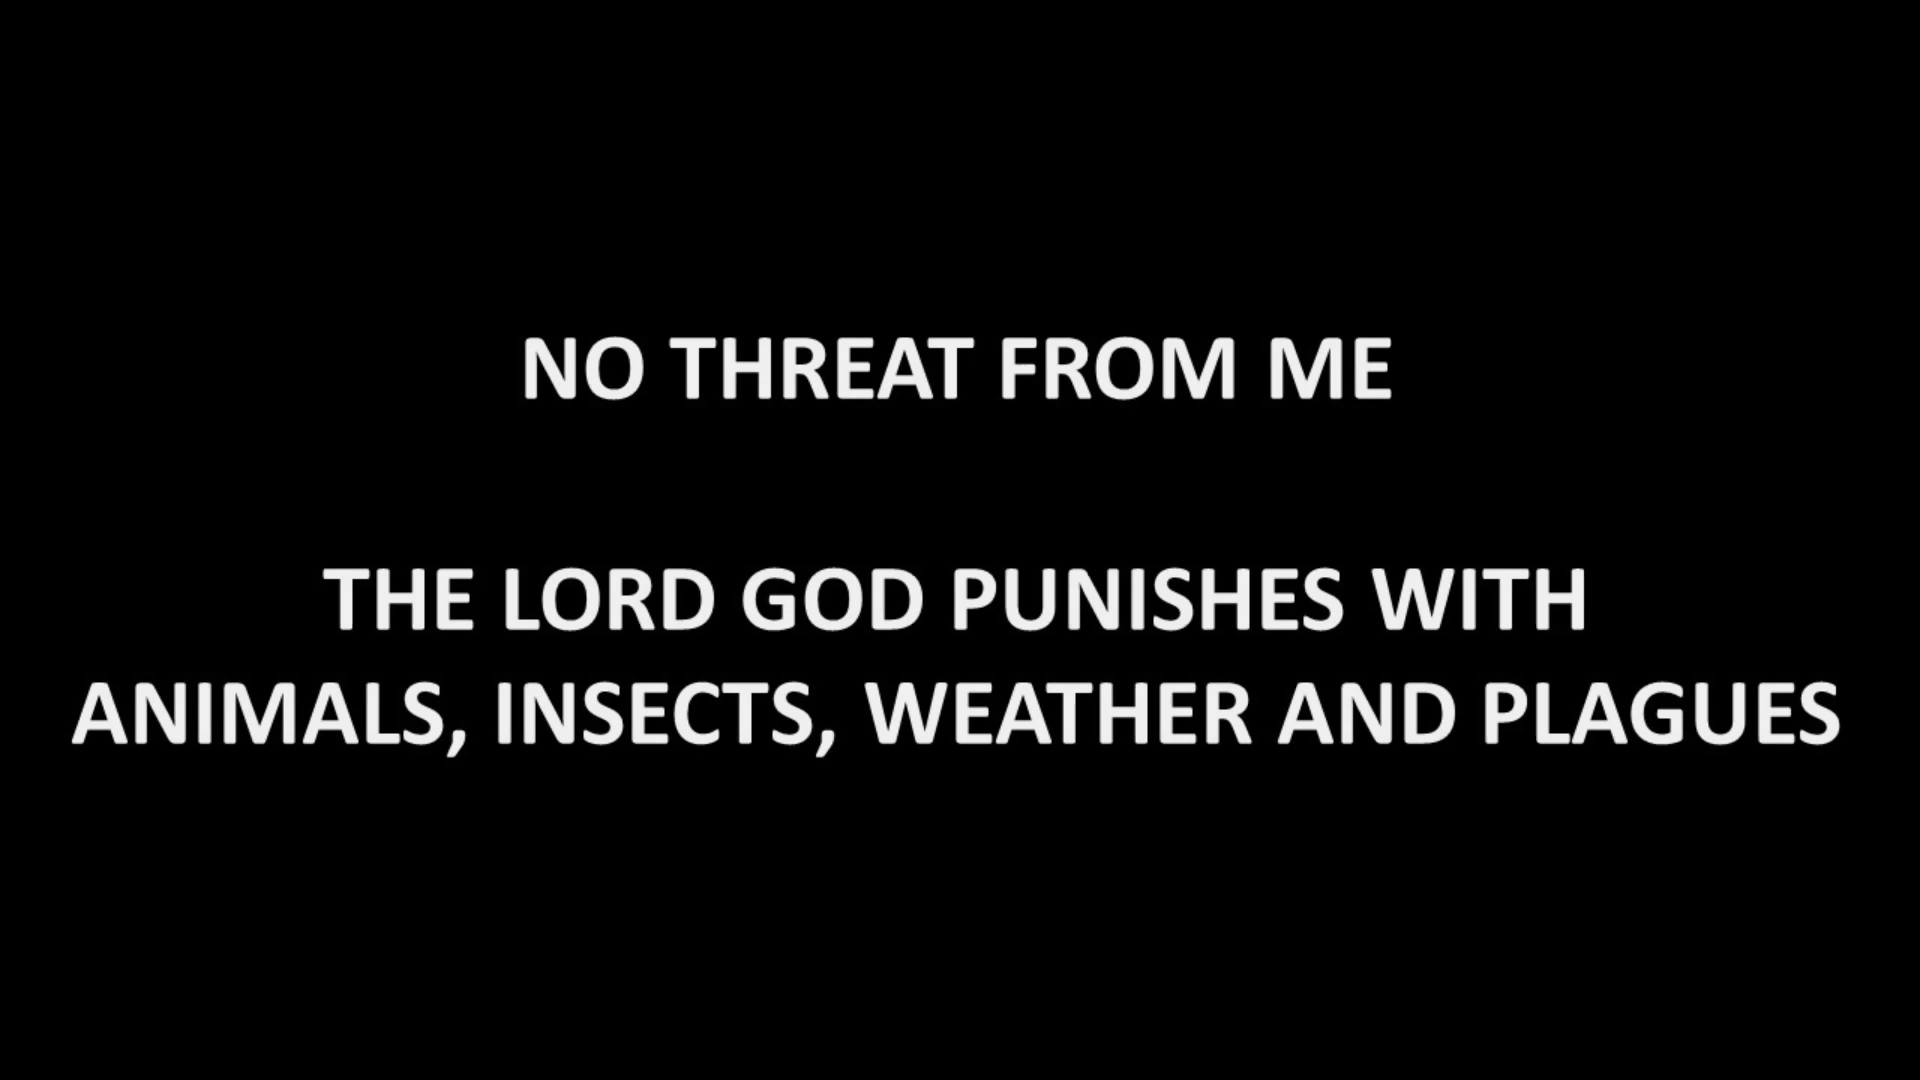 NO THREAT FROM ME
THE LORD GOD PUNISHES WITH
ANIMALS, INSECTS, WEATHER AND PLAGUES